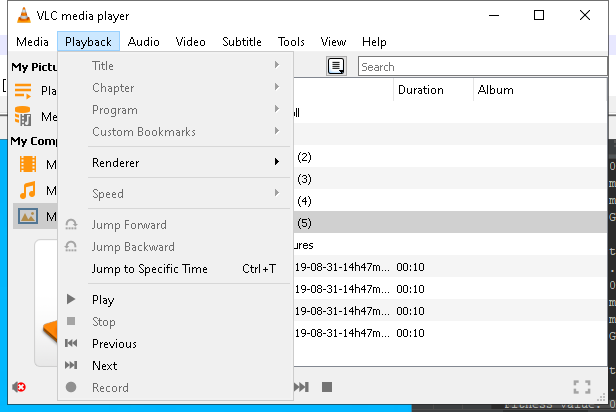 VLC media player
Media Playback Audio Video Subtitle Tools View Help
My Pictu
Title
Search
Pla
Chapter
Duration Album
Me
Program
oll
Custom Bookmarks
My Comp
M
Renderer
(2)
M
(3)
Speed
(4)
M
(5)
Jump Forward
Jump Backward
ures
Jump to Specific Time Ctrl+T
19-08-31-14h47m... 00:10
Play
19-08-31-14h47m... 00:10
Stop
19-08-31-14h47m... 00:10
Previous
19-08-31-14h47m... 00:10
Next
Record